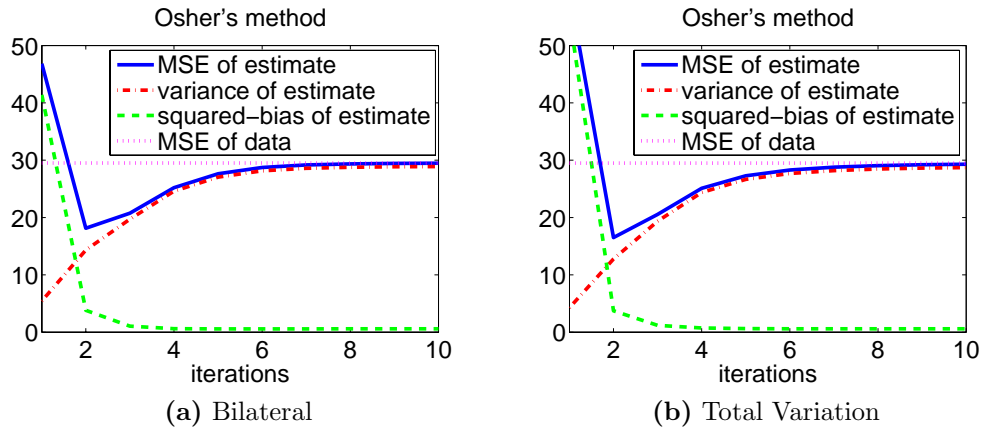 Osher's method
50
40
30
20
10
0
2
4
6
8
10
MSE of estimate
variance of estimate
squared−bias of estimate
MSE of data
iterations
(a) Bilateral
Osher's method
50
40
30
20
10
0
2
4
6
8
10
MSE of estimate
variance of estimate
squared−bias of estimate
MSE of data
iterations
(b) Total Variation